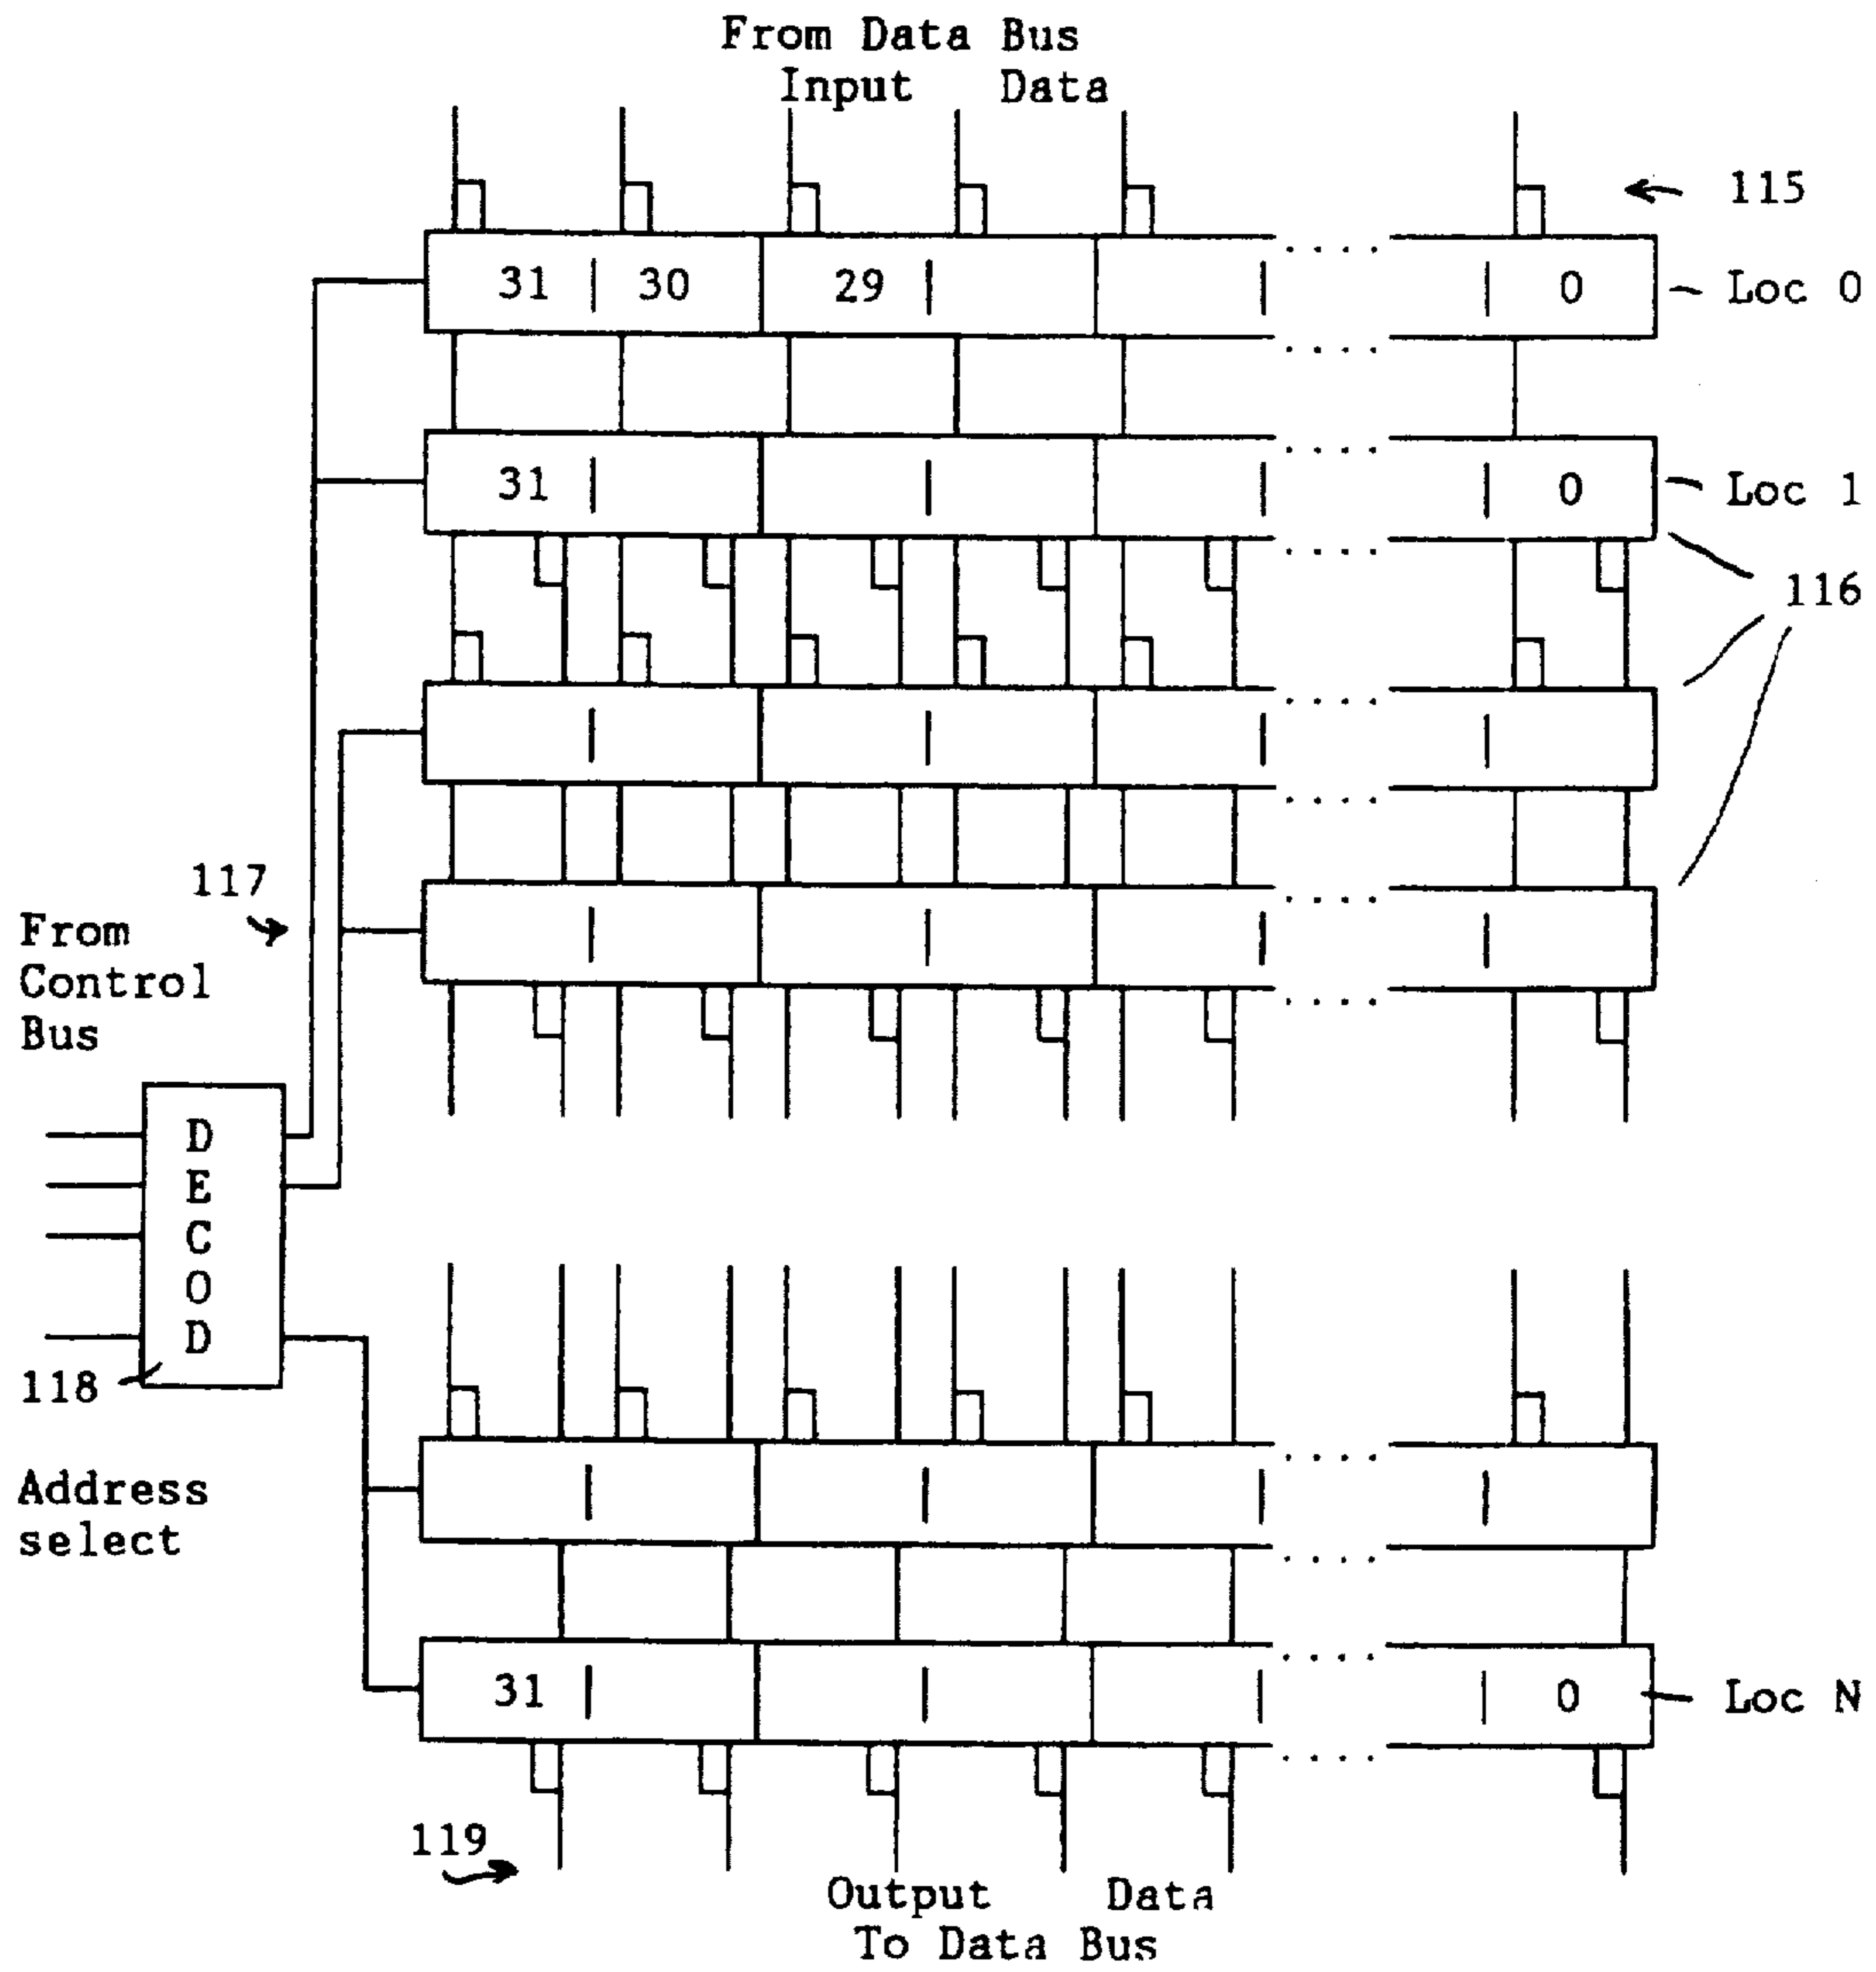 From Data Bus
Input Data
115
31 | 30 29 | | | 0 Loc 0
31 | | | | 0 Loc 1
116
117
From
Control
Bus
D
E
C
O
D
118
Address
select
31 | | | | 0 Loc N
119
Output Data
To Data Bus